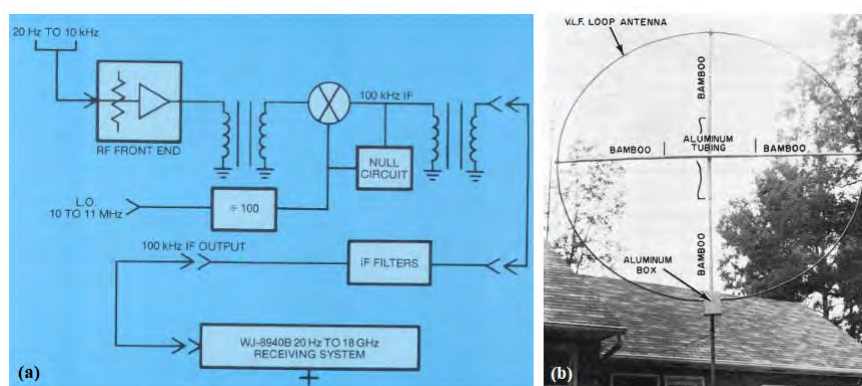 20 Hz TO 10 kHz
RF FRONT END
100 kHz IF
NULL
CIRCUIT
L.O.
10 TO 11 MHz
÷ 100
100 kHz IF OUTPUT
IF FILTERS
WJ-8940B 20 Hz TO 18 GHz
RECEIVING SYSTEM
(a)
V.L.F. LOOP ANTENNA
BAMBOO
BAMBOO
ALUMINUM
TUBING
BAMBOO
BAMBOO
ALUMINUM
BOX
(b)